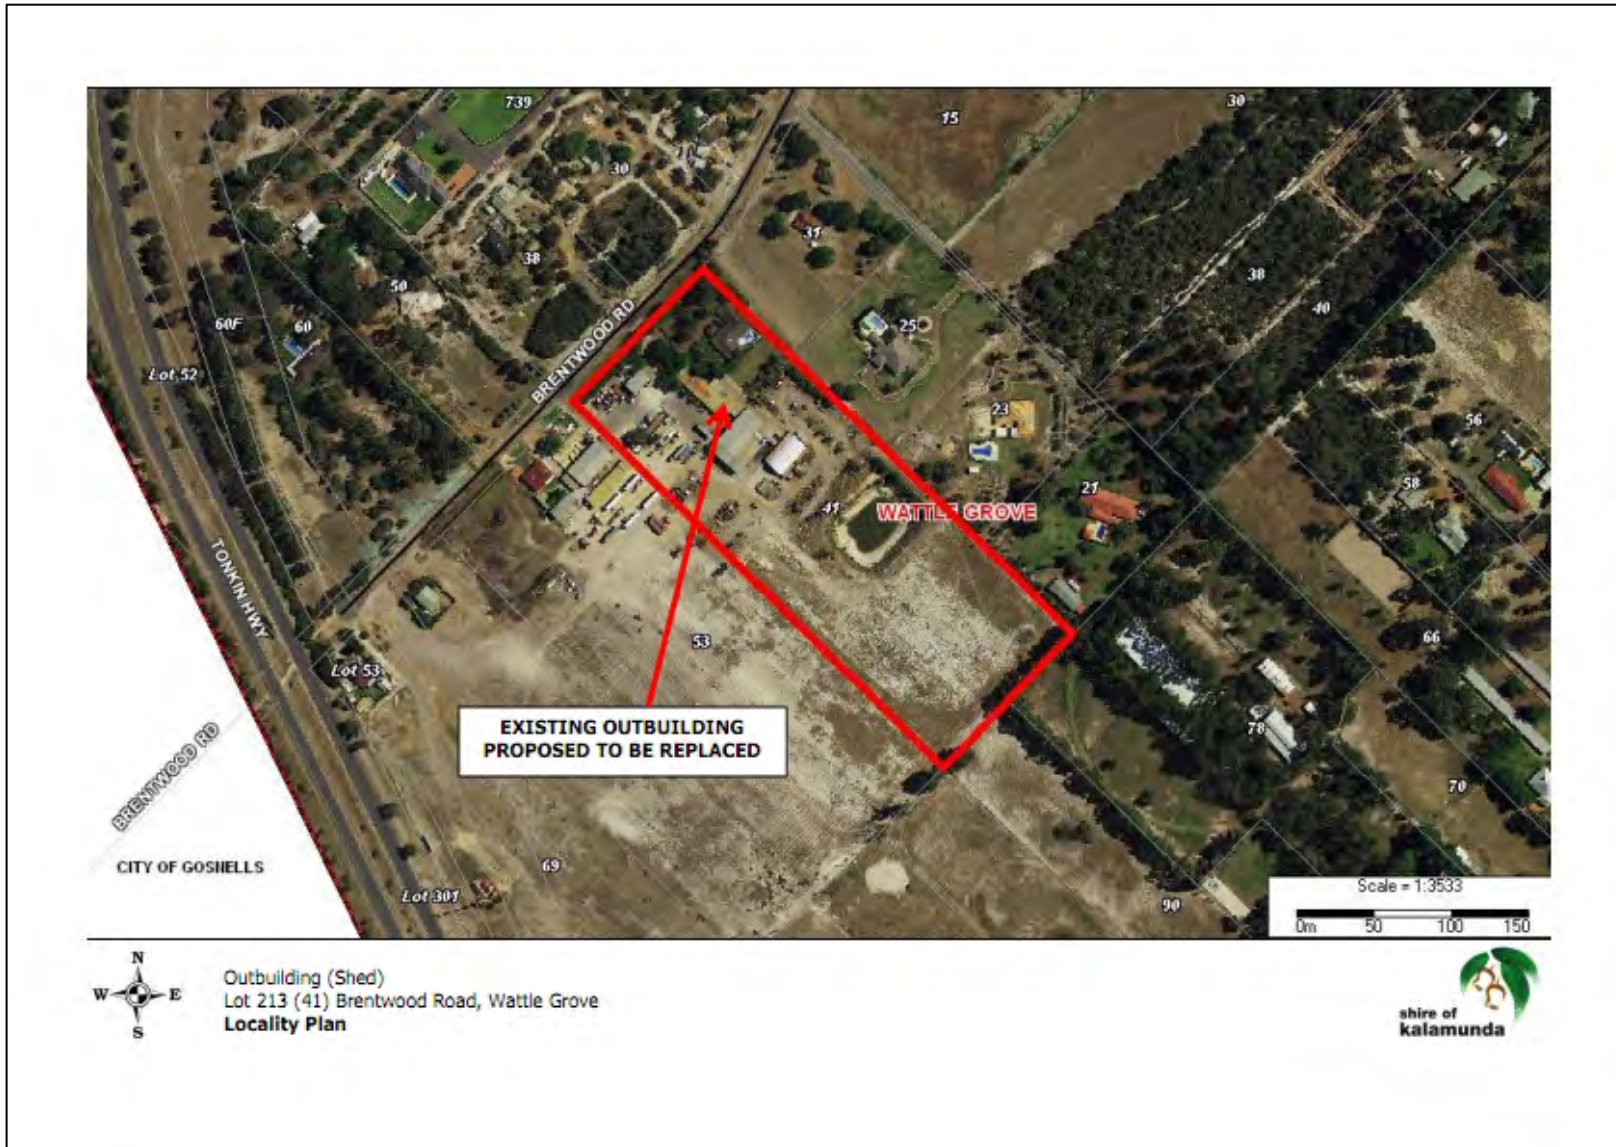 739
30
15
30
31
38
38
50
40
BRENTWOOD RD
60F
60
25
Lot 52
23
56
58
21
41
WATTLE GROVE
TONKIN HWY
53
66
Lot 53
EXISTING OUTBUILDING
PROPOSED TO BE REPLACED
78
BRENTWOOD RD
70
CITY OF GOSNELLS
69
Lot 301
90
Scale = 1:3533
0m 50 100 150
N
W E
S
Outbuilding (Shed)
Lot 213 (41) Brentwood Road, Wattle Grove
Locality Plan
shire of
kalamunda